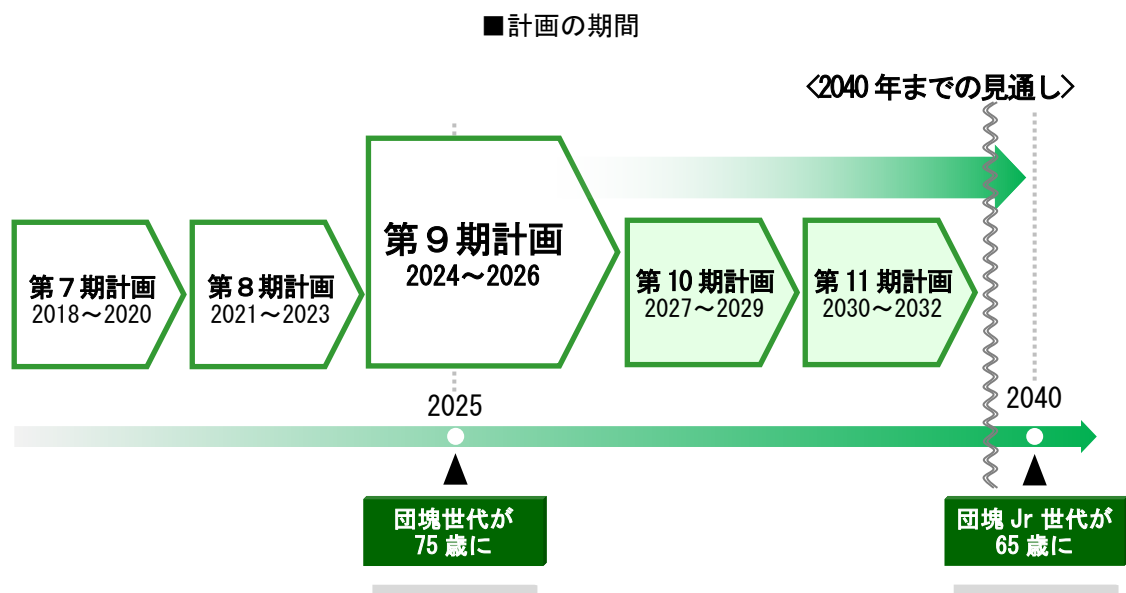 ■計画の期間
<2040年までの見通し>
第7期計画
2018～2020
第8期計画
2021～2023
第９期計画
2024～2026
第10期計画
2027～2029
第11期計画
2030～2032
2025
2040
団塊世代が
75歳に
団塊Jr世代が
65歳に